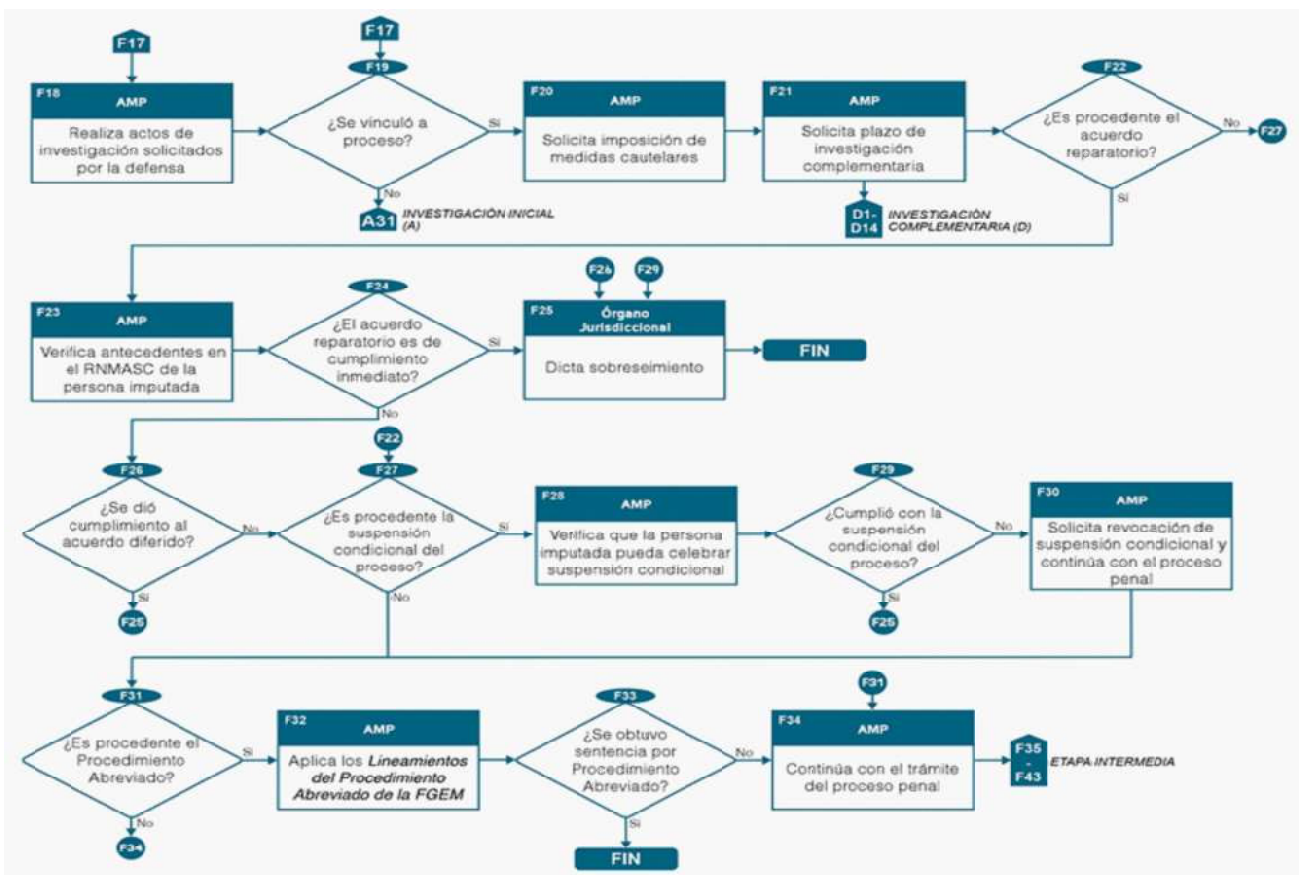 F17
F18
AMP
Realiza actos de
investigación solicitados
por la defensa
F17
F19
¿Se vinculó a
proceso?
Sí
No
A31
INVESTIGACIÓN INICIAL
(A)
F20
AMP
Solicita imposición de
medidas cautelares
F21
AMP
Solicita plazo de
investigación
complementaria
D1-
D14
INVESTIGACIÓN
COMPLEMENTARIA (D)
F22
¿Es procedente el
acuerdo
reparatorio?
No
F27
Sí
F23
AMP
Verifica antecedentes en
el RNMASC de la
persona imputada
F24
¿El acuerdo
reparatorio es de
cumplimiento
inmediato?
Sí
No
F26
F29
F25
Órgano
Jurisdiccional
Dicta sobreseimiento
FIN
F26
¿Se dió
cumplimiento al
acuerdo diferido?
No
Sí
F25
F22
F27
¿Es procedente la
suspensión
condicional del
proceso?
Sí
No
F28
AMP
Verifica que la persona
imputada pueda celebrar
suspensión condicional
F29
¿Cumplió con la
suspensión
condicional del
proceso?
No
Sí
F25
F30
AMP
Solicita revocación de
suspensión condicional y
continúa con el proceso
penal
F31
¿Es procedente el
Procedimiento
Abreviado?
Sí
No
F34
F32
AMP
Aplica los Lineamientos
del Procedimiento
Abreviado de la FGEM
F33
¿Se obtuvo
sentencia por
Procedimiento
Abreviado?
No
Sí
FIN
F31
F34
AMP
Continúa con el trámite
del proceso penal
F35
-
F43
ETAPA INTERMEDIA